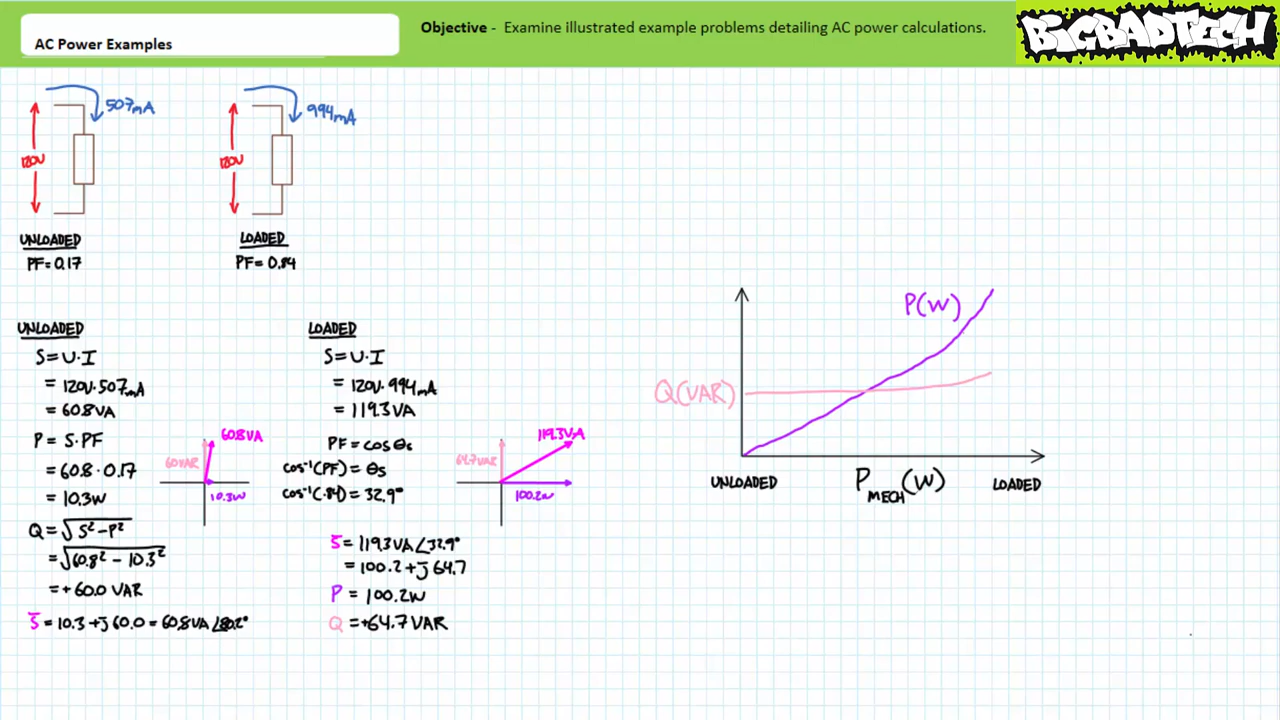 AC Power Examples
Objective - Examine illustrated example problems detailing AC power calculations.
BIGBADTECH
507mA
120V
UNLOADED
PF=0.17
994mA
120V
LOADED
PF=0.84
UNLOADED
S=U·I
=120V·507mA
=60.8VA
P=S·PF
=60.8·0.17
=10.3W
Q=√S²-P²
=√60.8²-10.3²
=+60.0 VAR
S̄=10.3+j60.0=60.8VA∠80.2°
60.8VA
60VAR
10.3W
LOADED
S=U·I
=120V·994mA
=119.3VA
PF=cosθs
cos⁻¹(PF)=θs
cos⁻¹(.84)=32.9°
S̄=119.3VA∠32.9°
=100.2+j64.7
P=100.2W
Q=+64.7VAR
119.3VA
64.7VAR
100.2W
P(W)
Q(VAR)
UNLOADED
P MECH (W)
LOADED